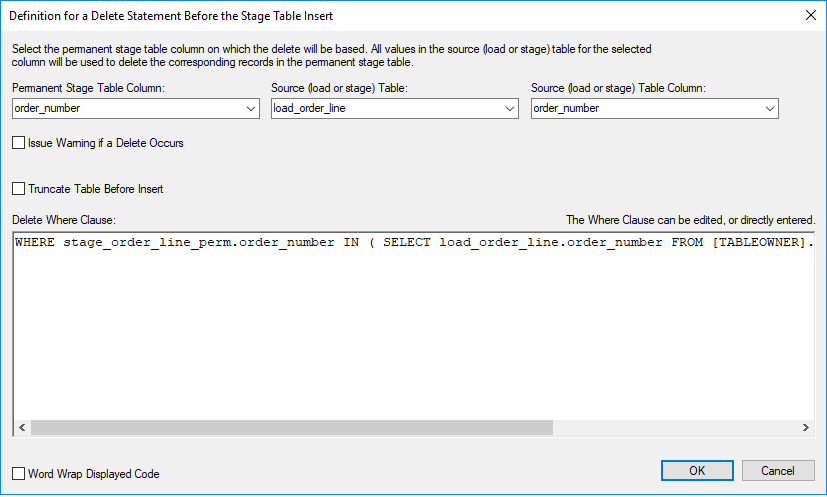 Definition for a Delete Statement Before the Stage Table Insert
Select the permanent stage table column on which the delete will be based. All values in the source (load or stage) table for the selected
column will be used to delete the corresponding records in the permanent stage table.
Permanent Stage Table Column: Source (load or stage) Table: Source (load or stage) Table Column:
order_number load_order_line order_number
Issue Warning if a Delete Occurs
Truncate Table Before Insert
Delete Where Clause: The Where Clause can be edited, or directly entered.
WHERE stage_order_line_perm.order_number IN ( SELECT load_order_line.order_number FROM [TABLEOWNER].
Word Wrap Displayed Code OK Cancel